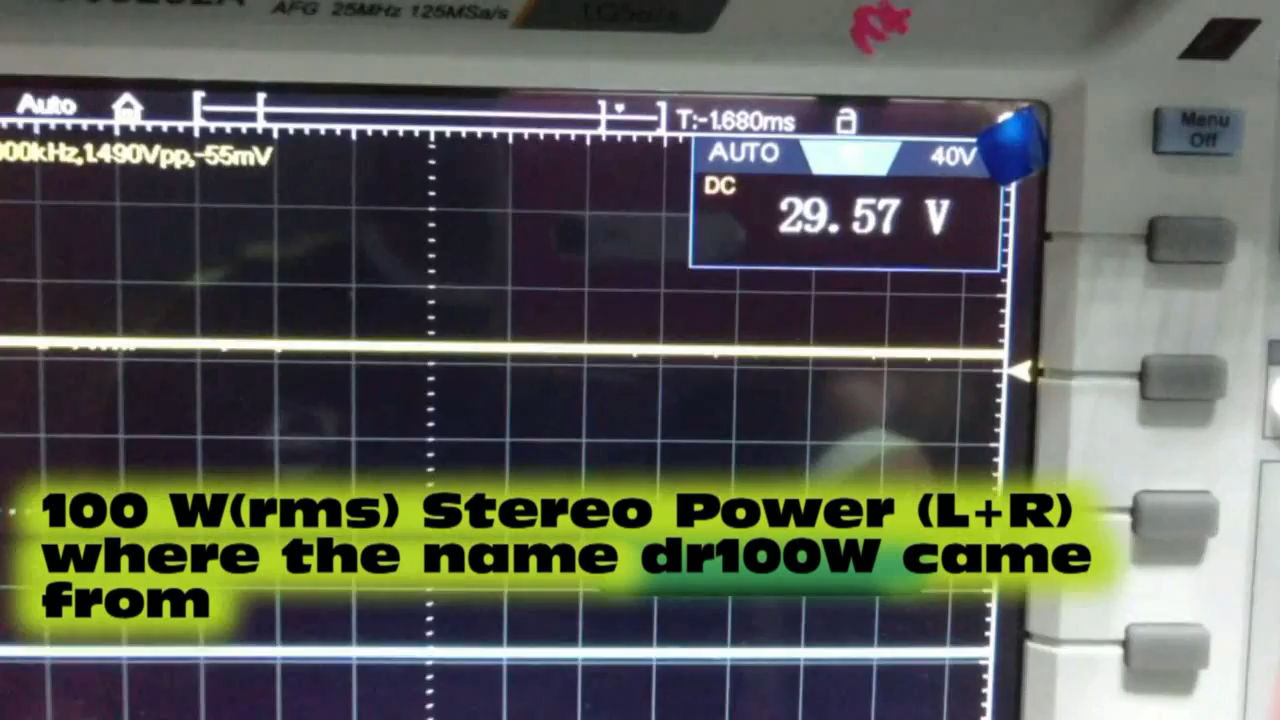 AFG 25MHz 125MSa/s
Auto
T:-1.680ms
Menu
Off
000kHz,1.490Vpp,-55mV
AUTO
40V
DC
29.57 V
100 W(rms) Stereo Power (L+R)
where the name dr100W came
from